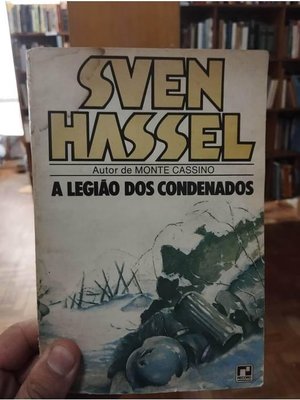 SVEN
HASSEL
Autor de MONTE CASSINO
A LEGIÃO DOS CONDENADOS